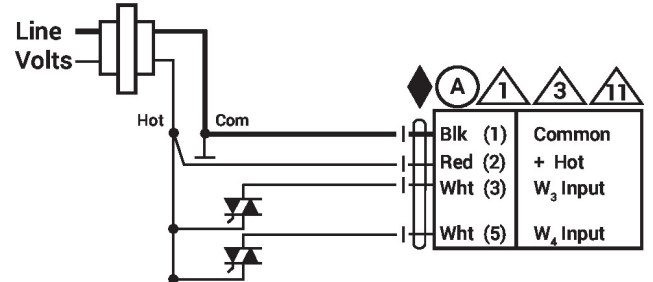 Line
Volts
Hot
Com
A 1 3 11
Blk (1) Common
Red (2) + Hot
Wht (3) W₃ Input
Wht (5) W₄ Input